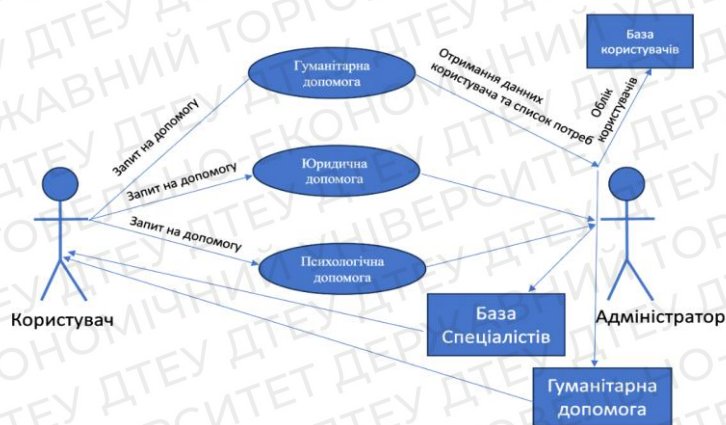 База
користувачів
Гуманітарна
допомога
Отримання данних
користувача та список потреб
Облік
користувачів
Запит на допомогу
Юридична
допомога
Запит на допомогу
Запит на допомогу
Психологічна
допомога
Користувач
База
Спеціалістів
Адміністратор
Гуманітарна
допомога